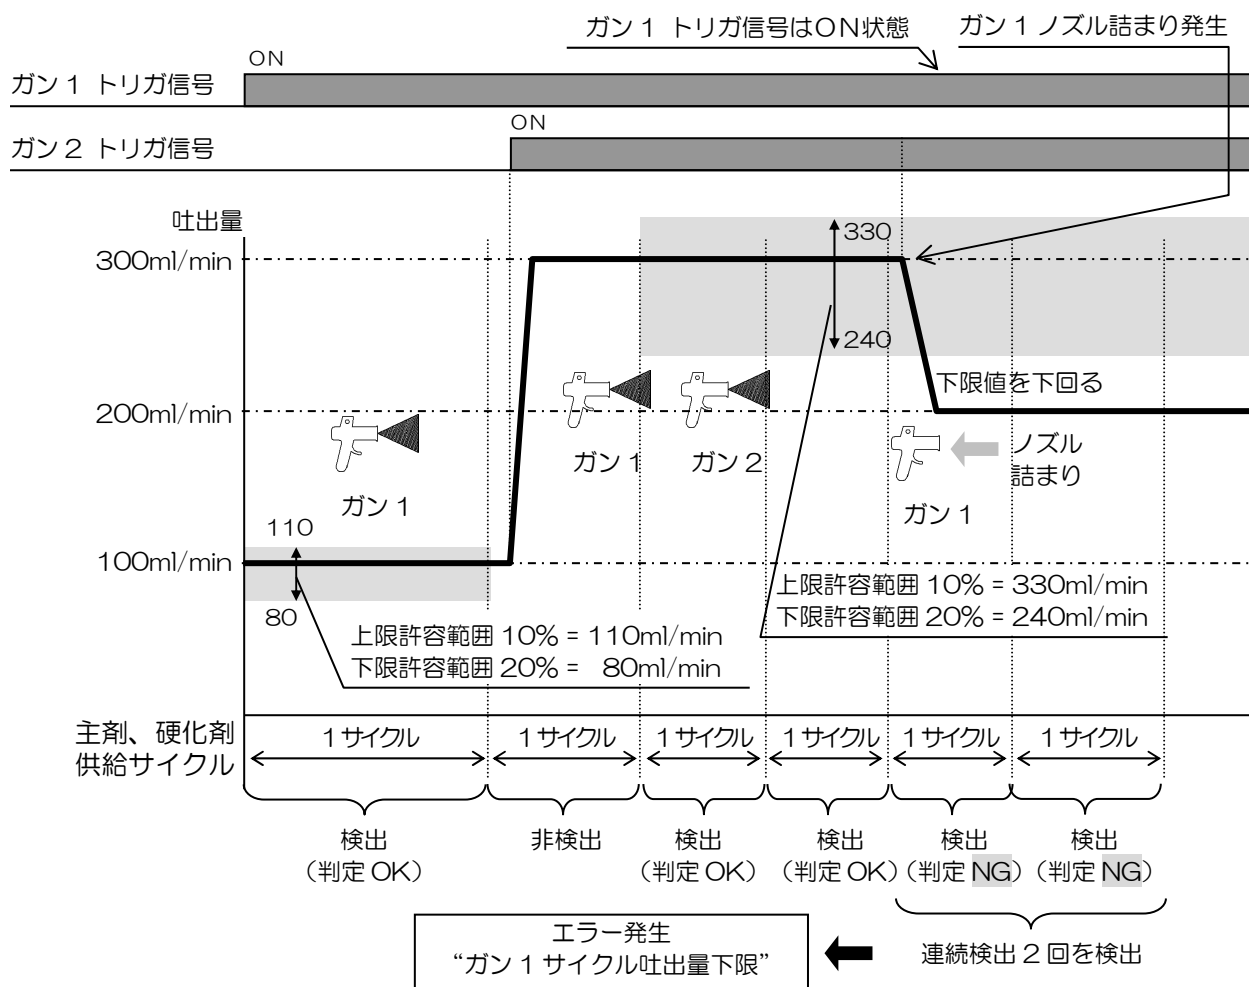 ガン１ トリガ信号はＯＮ状態
ガン１ノズル詰まり発生
ON
ガン１ トリガ信号
ON
ガン２ トリガ信号
吐出量
330
300ml/min
240
下限値を下回る
200ml/min
ガン１
ガン２
ノズル
詰まり
ガン１
ガン１
110
100ml/min
80
上限許容範囲 10% = 330ml/min
下限許容範囲 20% = 240ml/min
上限許容範囲 10% = 110ml/min
下限許容範囲 20% = 80ml/min
主剤、硬化剤
供給サイクル
１サイクル
１サイクル
１サイクル
１サイクル
１サイクル
１サイクル
検出
（判定 OK）
非検出
検出
（判定 OK）
検出
（判定 OK）
検出
（判定 NG）
検出
（判定 NG）
エラー発生
“ガン１サイクル吐出量下限”
連続検出２回を検出